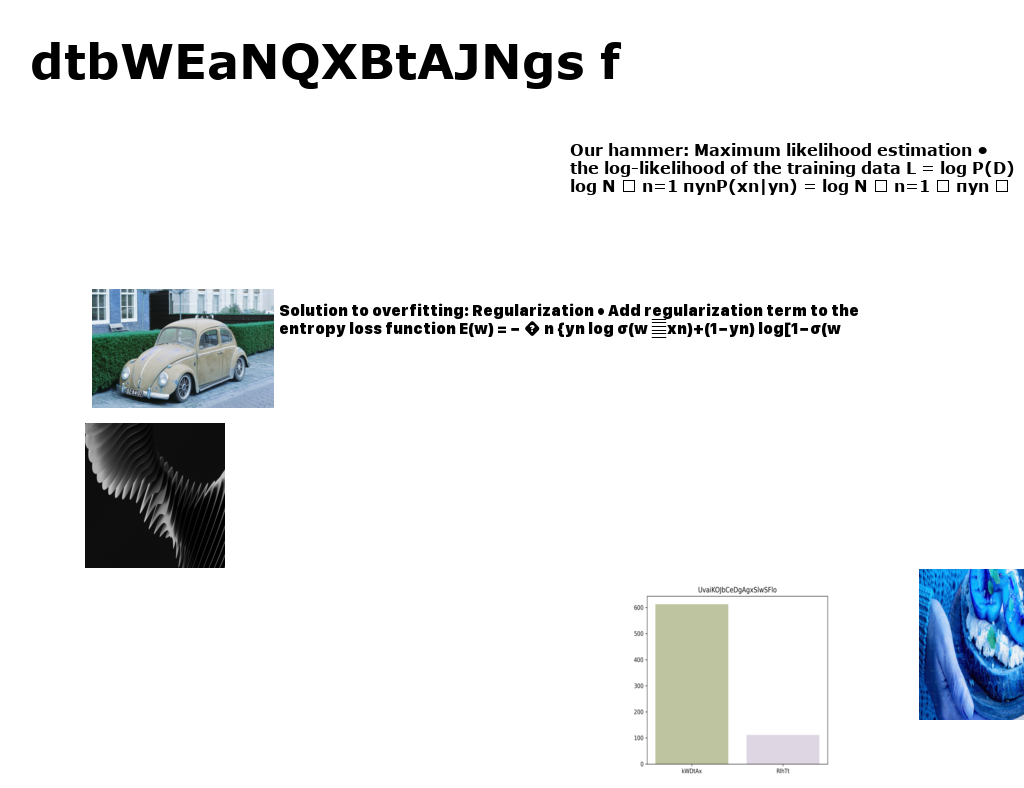 dtbWEaNQXBtAJNgs f
Our hammer: Maximum likelihood estimation •
the log-likelihood of the training data L = log P(D)
log N □ n=1 πynP(xn|yn) = log N □ n=1 □ πyn □
Solution to overfitting: Regularization • Add regularization term to the
entropy loss function E(w) = − � n {yn log σ(w xn)+(1−yn) log[1−σ(w
600
500
400
300
200
100
0
kWDtAx
RlhTt